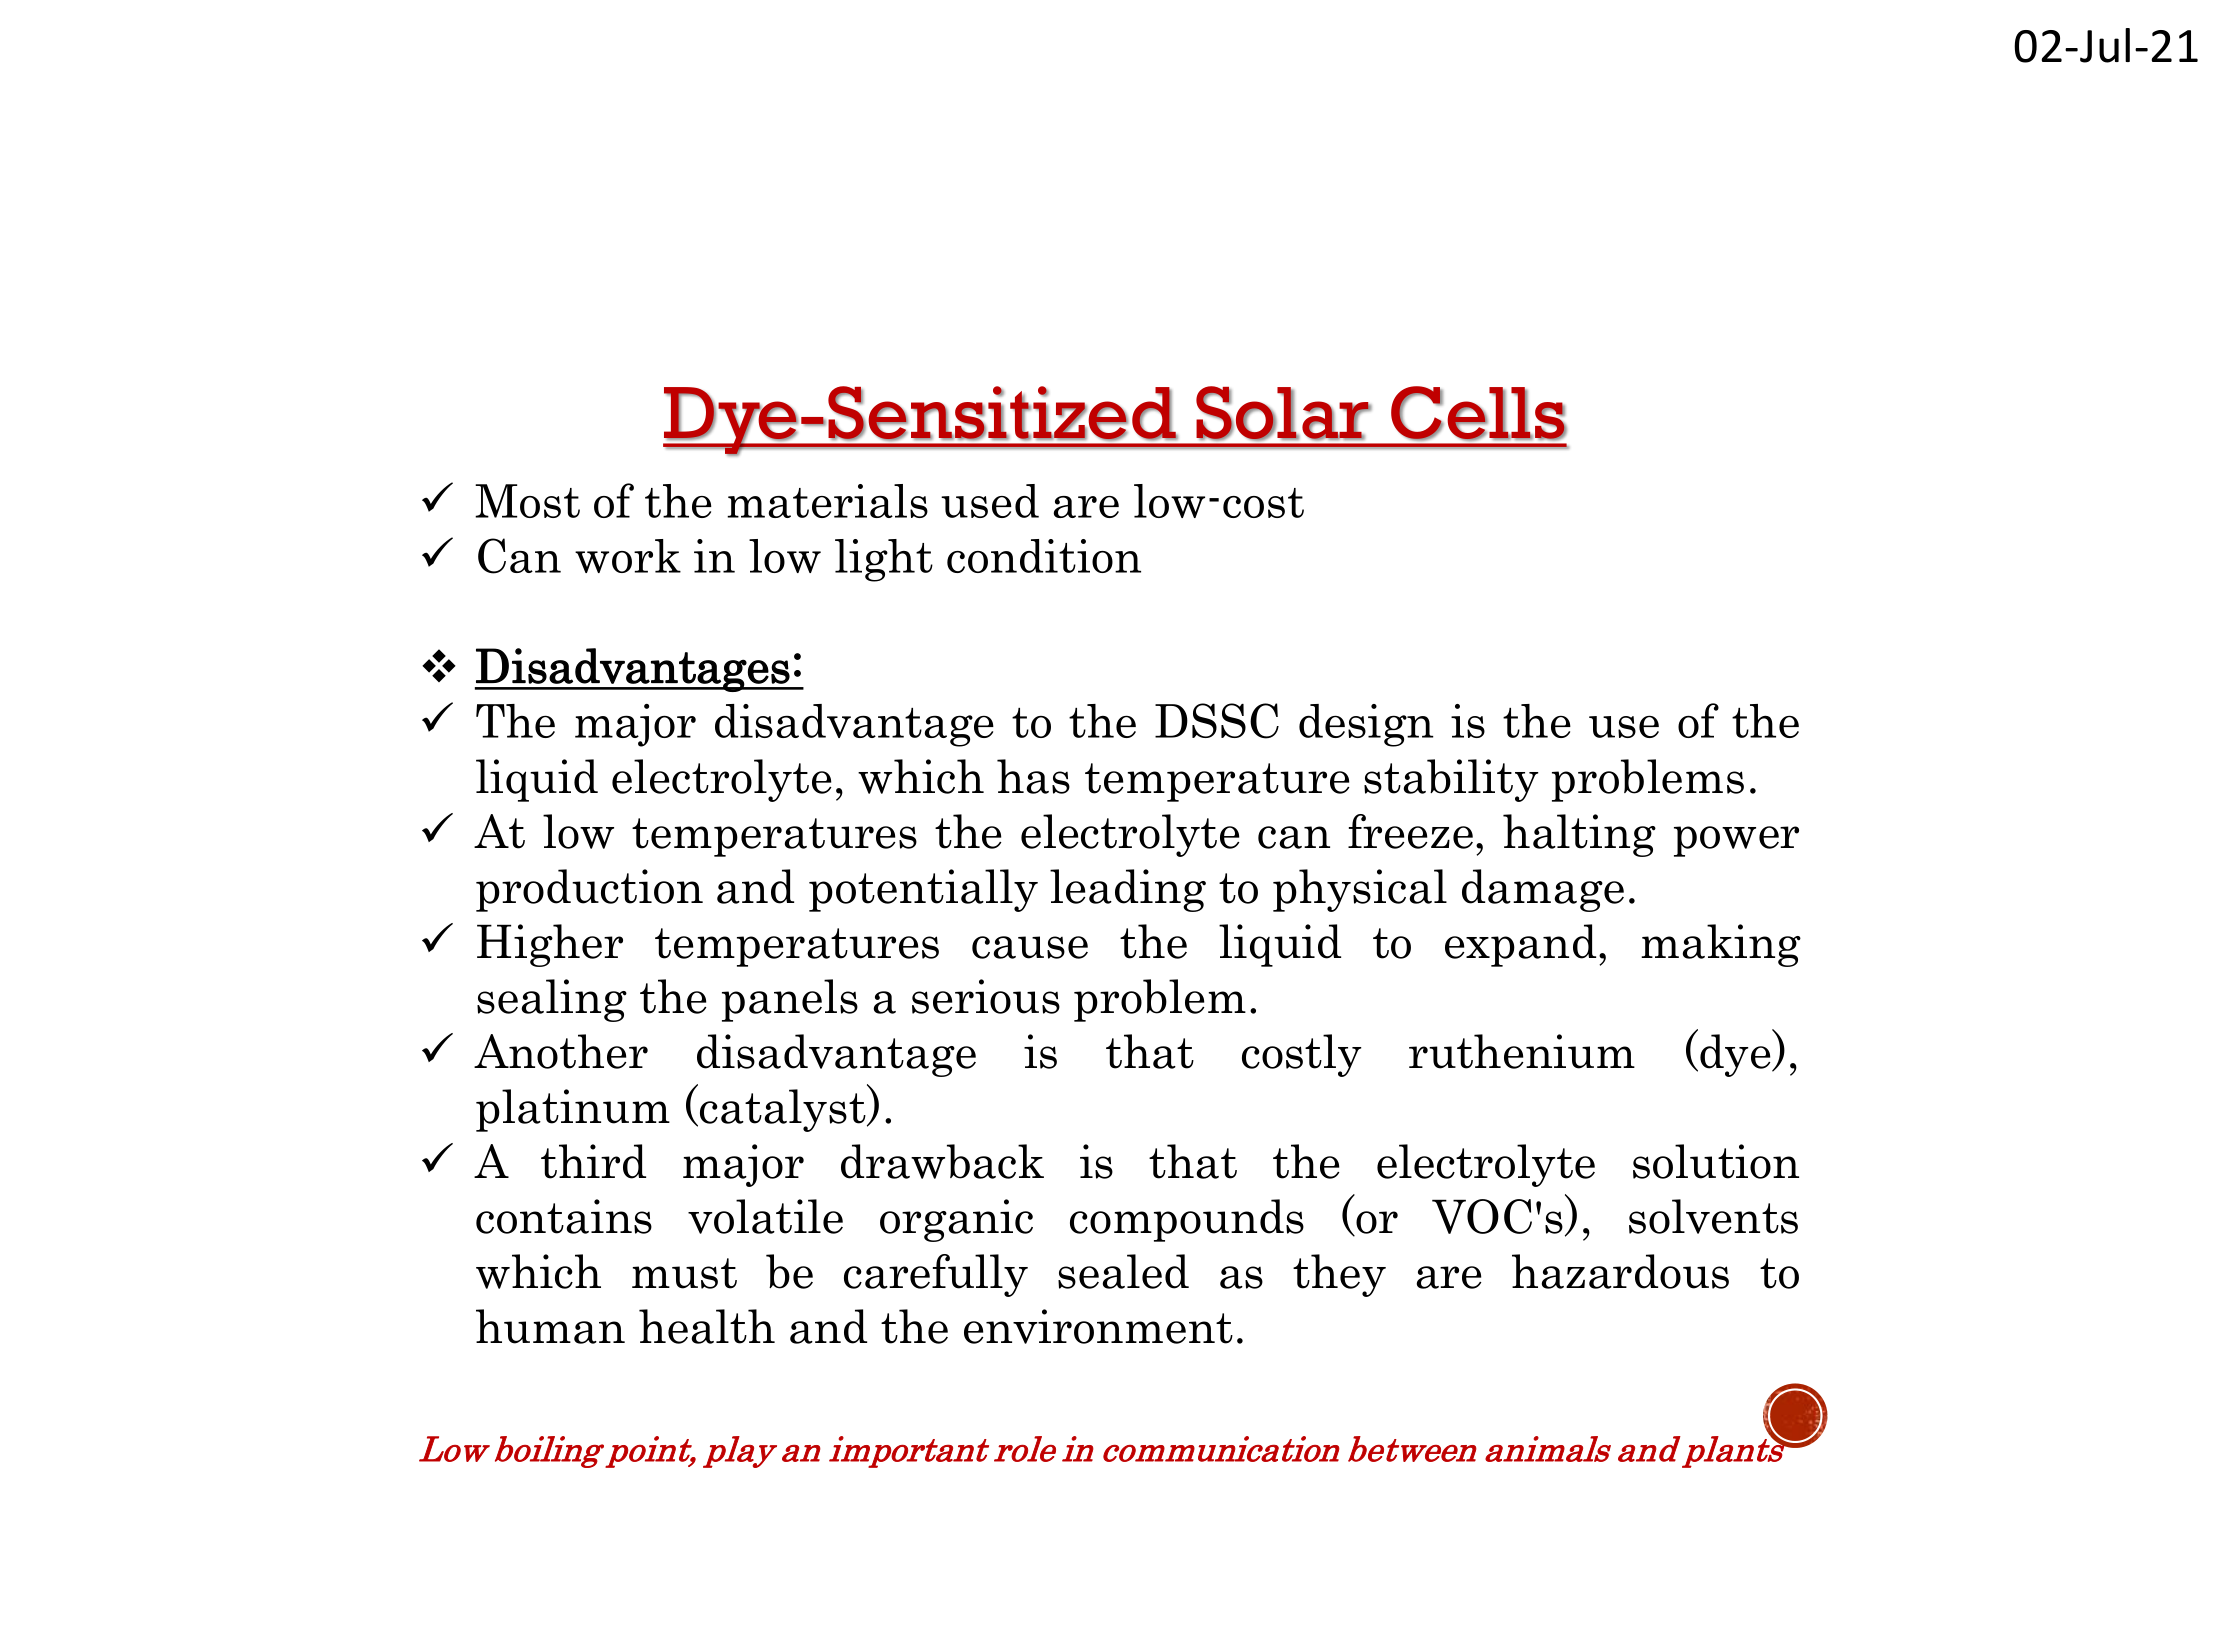 02-Jul-21
Dye-Sensitized Solar Cells
✓ Most of the materials used are low-cost
✓ Can work in low light condition
❖ Disadvantages:
✓ The major disadvantage to the DSSC design is the use of the
liquid electrolyte, which has temperature stability problems.
✓ At low temperatures the electrolyte can freeze, halting power
production and potentially leading to physical damage.
✓ Higher temperatures cause the liquid to expand, making
sealing the panels a serious problem.
✓ Another disadvantage is that costly ruthenium (dye),
platinum (catalyst).
✓ A third major drawback is that the electrolyte solution
contains volatile organic compounds (or VOC's), solvents
which must be carefully sealed as they are hazardous to
human health and the environment.
Low boiling point, play an important role in communication between animals and plants